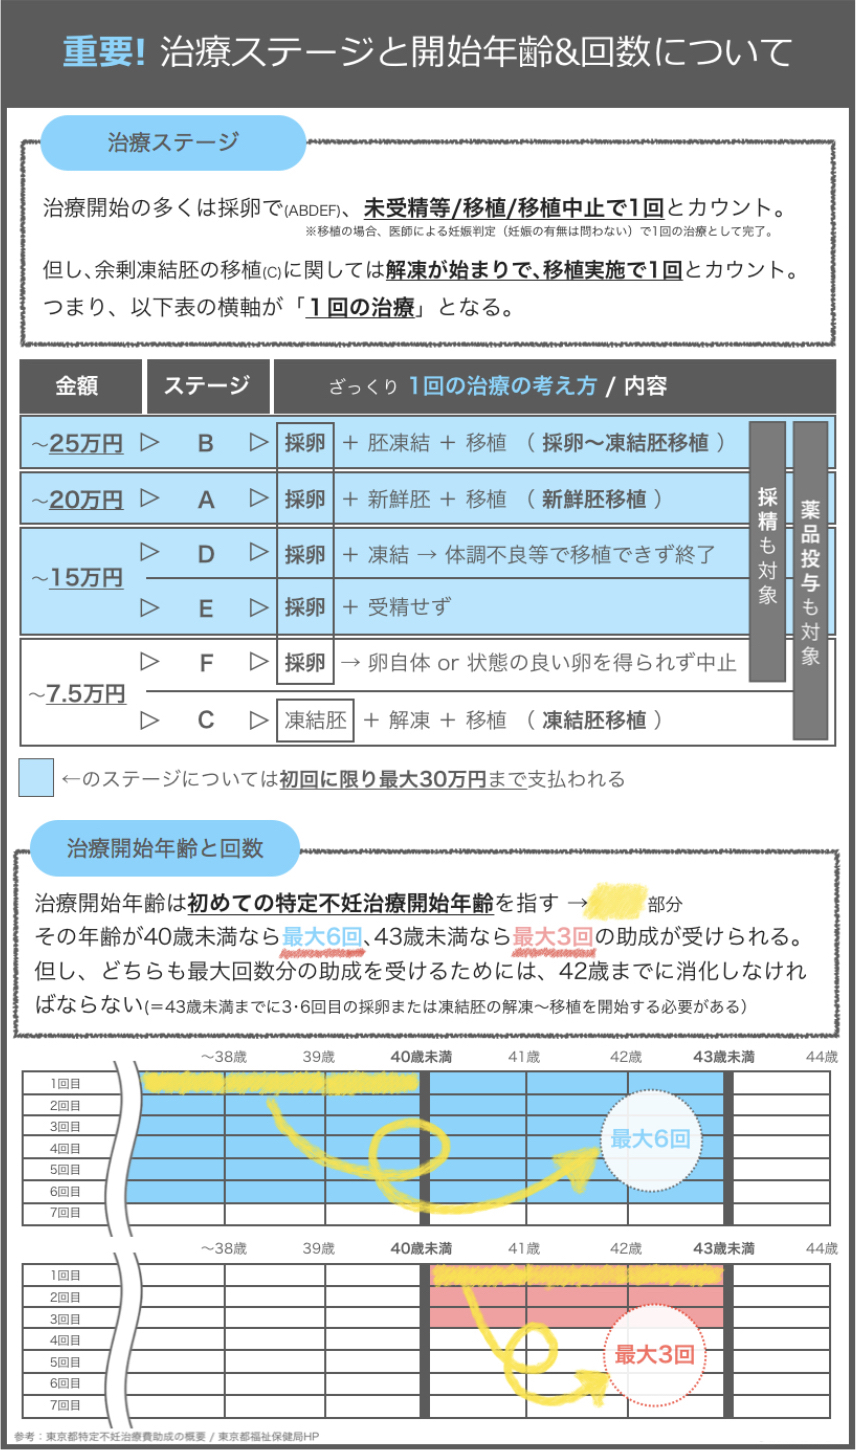 重要! 治療ステージと開始年齢&回数について
治療ステージ
治療開始の多くは採卵で(ABDEF)、未受精等/移植/移植中止で1回とカウント。
※移植の場合、医師による妊娠判定（妊娠の有無は問わない）で1回の治療として完了。
但し、余剰凍結胚の移植(C)に関しては解凍が始まりで、移植実施で1回とカウント。
つまり、以下表の横軸が「１回の治療」となる。
金額 ステージ ざっくり 1回の治療の考え方 / 内容
〜25万円 ▷ B ▷ 採卵 ＋ 胚凍結 ＋ 移植 （ 採卵〜凍結胚移植 ）
〜20万円 ▷ A ▷ 採卵 ＋ 新鮮胚 ＋ 移植 （ 新鮮胚移植 ）
〜15万円 ▷ D ▷ 採卵 ＋ 凍結 → 体調不良等で移植できず終了
▷ E ▷ 採卵 ＋ 受精せず
〜7.5万円 ▷ F ▷ 採卵 → 卵自体 or 状態の良い卵を得られず中止
▷ C ▷ 凍結胚 ＋ 解凍 ＋ 移植 （ 凍結胚移植 ）
採精も対象
薬品投与も対象
←のステージについては初回に限り最大30万円まで支払われる
治療開始年齢と回数
治療開始年齢は初めての特定不妊治療開始年齢を指す → 部分
その年齢が40歳未満なら最大6回、43歳未満なら最大3回の助成が受けられる。
但し、どちらも最大回数分の助成を受けるためには、42歳までに消化しなけれ
ばならない(＝43歳未満までに3･6回目の採卵または凍結胚の解凍〜移植を開始する必要がある）
〜38歳 39歳 40歳未満 41歳 42歳 43歳未満 44歳
1回目
2回目
3回目
4回目
5回目
6回目
7回目
最大6回
〜38歳 39歳 40歳未満 41歳 42歳 43歳未満 44歳
1回目
2回目
3回目
4回目
5回目
6回目
7回目
最大3回
参考：東京都特定不妊治療費助成の概要 / 東京都福祉保健局HP